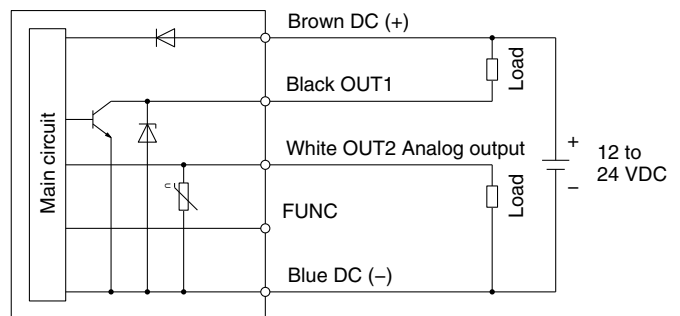 Brown DC (+)
Load
Black OUT1
Main circuit
White OUT2 Analog output
+
12 to
24 VDC
−
Load
U
FUNC
Blue DC (−)